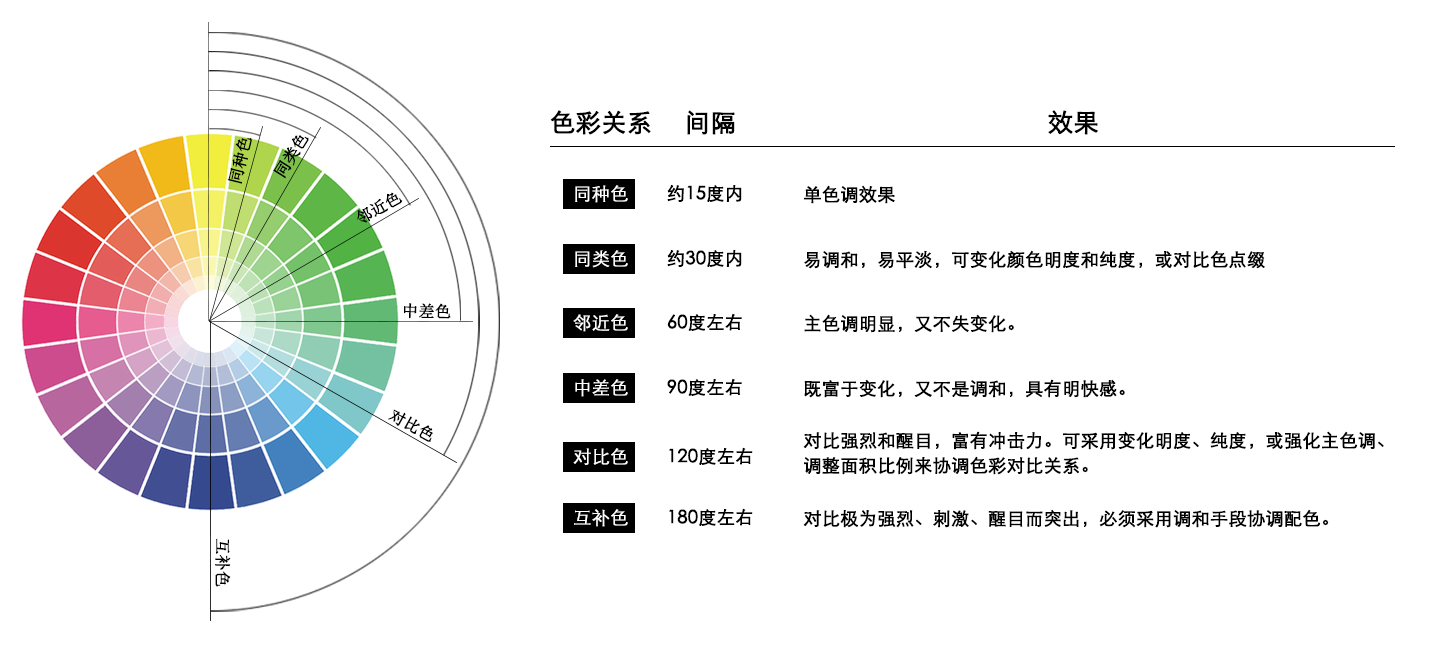 同种色
同类色
邻近色
中差色
对比色
互补色
色彩关系 间隔 效果
同种色 约15度内 单色调效果
同类色 约30度内 易调和，易平淡，可变化颜色明度和纯度，或对比色点缀
邻近色 60度左右 主色调明显，又不失变化。
中差色 90度左右 既富于变化，又不是调和，具有明快感。
对比色 120度左右 对比强烈和醒目，富有冲击力。可采用变化明度、纯度，或强化主色调、
调整面积比例来协调色彩对比关系。
互补色 180度左右 对比极为强烈、刺激、醒目而突出，必须采用调和手段协调配色。